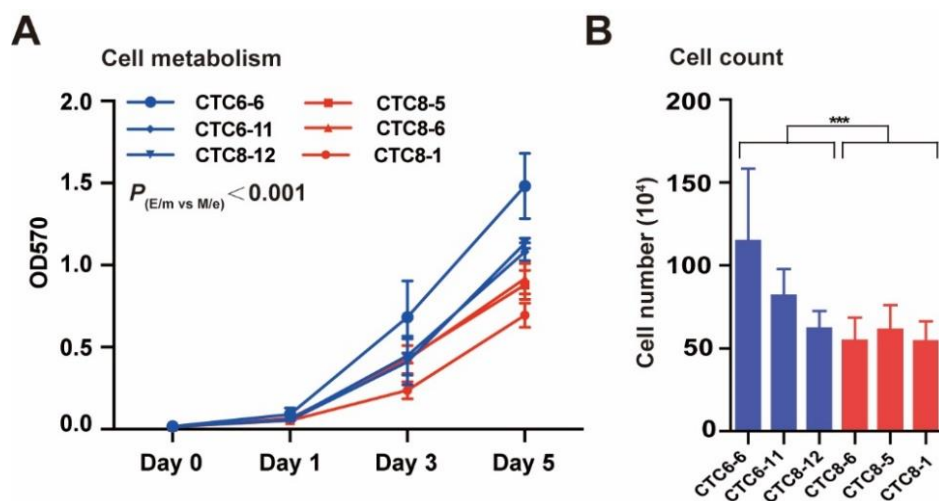 A
Cell metabolism
CTC6-6
CTC6-11
CTC8-12
CTC8-5
CTC8-6
CTC8-1
P(E/m vs M/e)<0.001
OD570
2.0
1.5
1.0
0.5
0.0
Day 0 Day 1 Day 3 Day 5
B
Cell count
***
Cell number (10⁴)
200
150
100
50
0
CTC6-6
CTC6-11
CTC8-12
CTC8-6
CTC8-5
CTC8-1